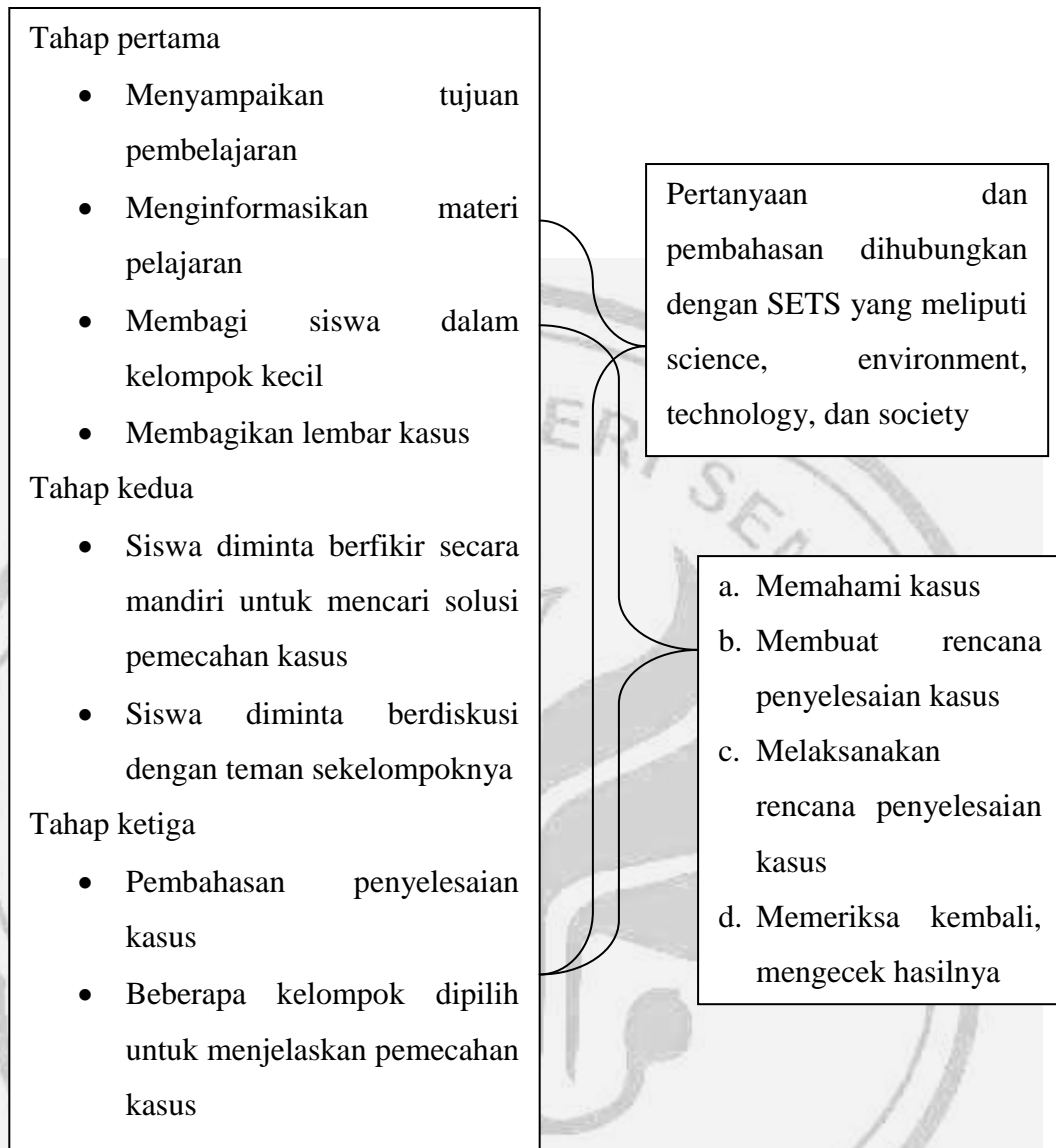 Tahap pertama
• Menyampaikan tujuan
pembelajaran
• Menginformasikan materi
pelajaran
• Membagi siswa dalam
kelompok kecil
• Membagikan lembar kasus
Tahap kedua
• Siswa diminta berfikir secara
mandiri untuk mencari solusi
pemecahan kasus
• Siswa diminta berdiskusi
dengan teman sekelompoknya
Tahap ketiga
• Pembahasan penyelesaian
kasus
• Beberapa kelompok dipilih
untuk menjelaskan pemecahan
kasus
Pertanyaan dan
pembahasan dihubungkan
dengan SETS yang meliputi
science, environment,
technology, dan society
a. Memahami kasus
b. Membuat rencana
penyelesaian kasus
c. Melaksanakan
rencana penyelesaian
kasus
d. Memeriksa kembali,
mengecek hasilnya